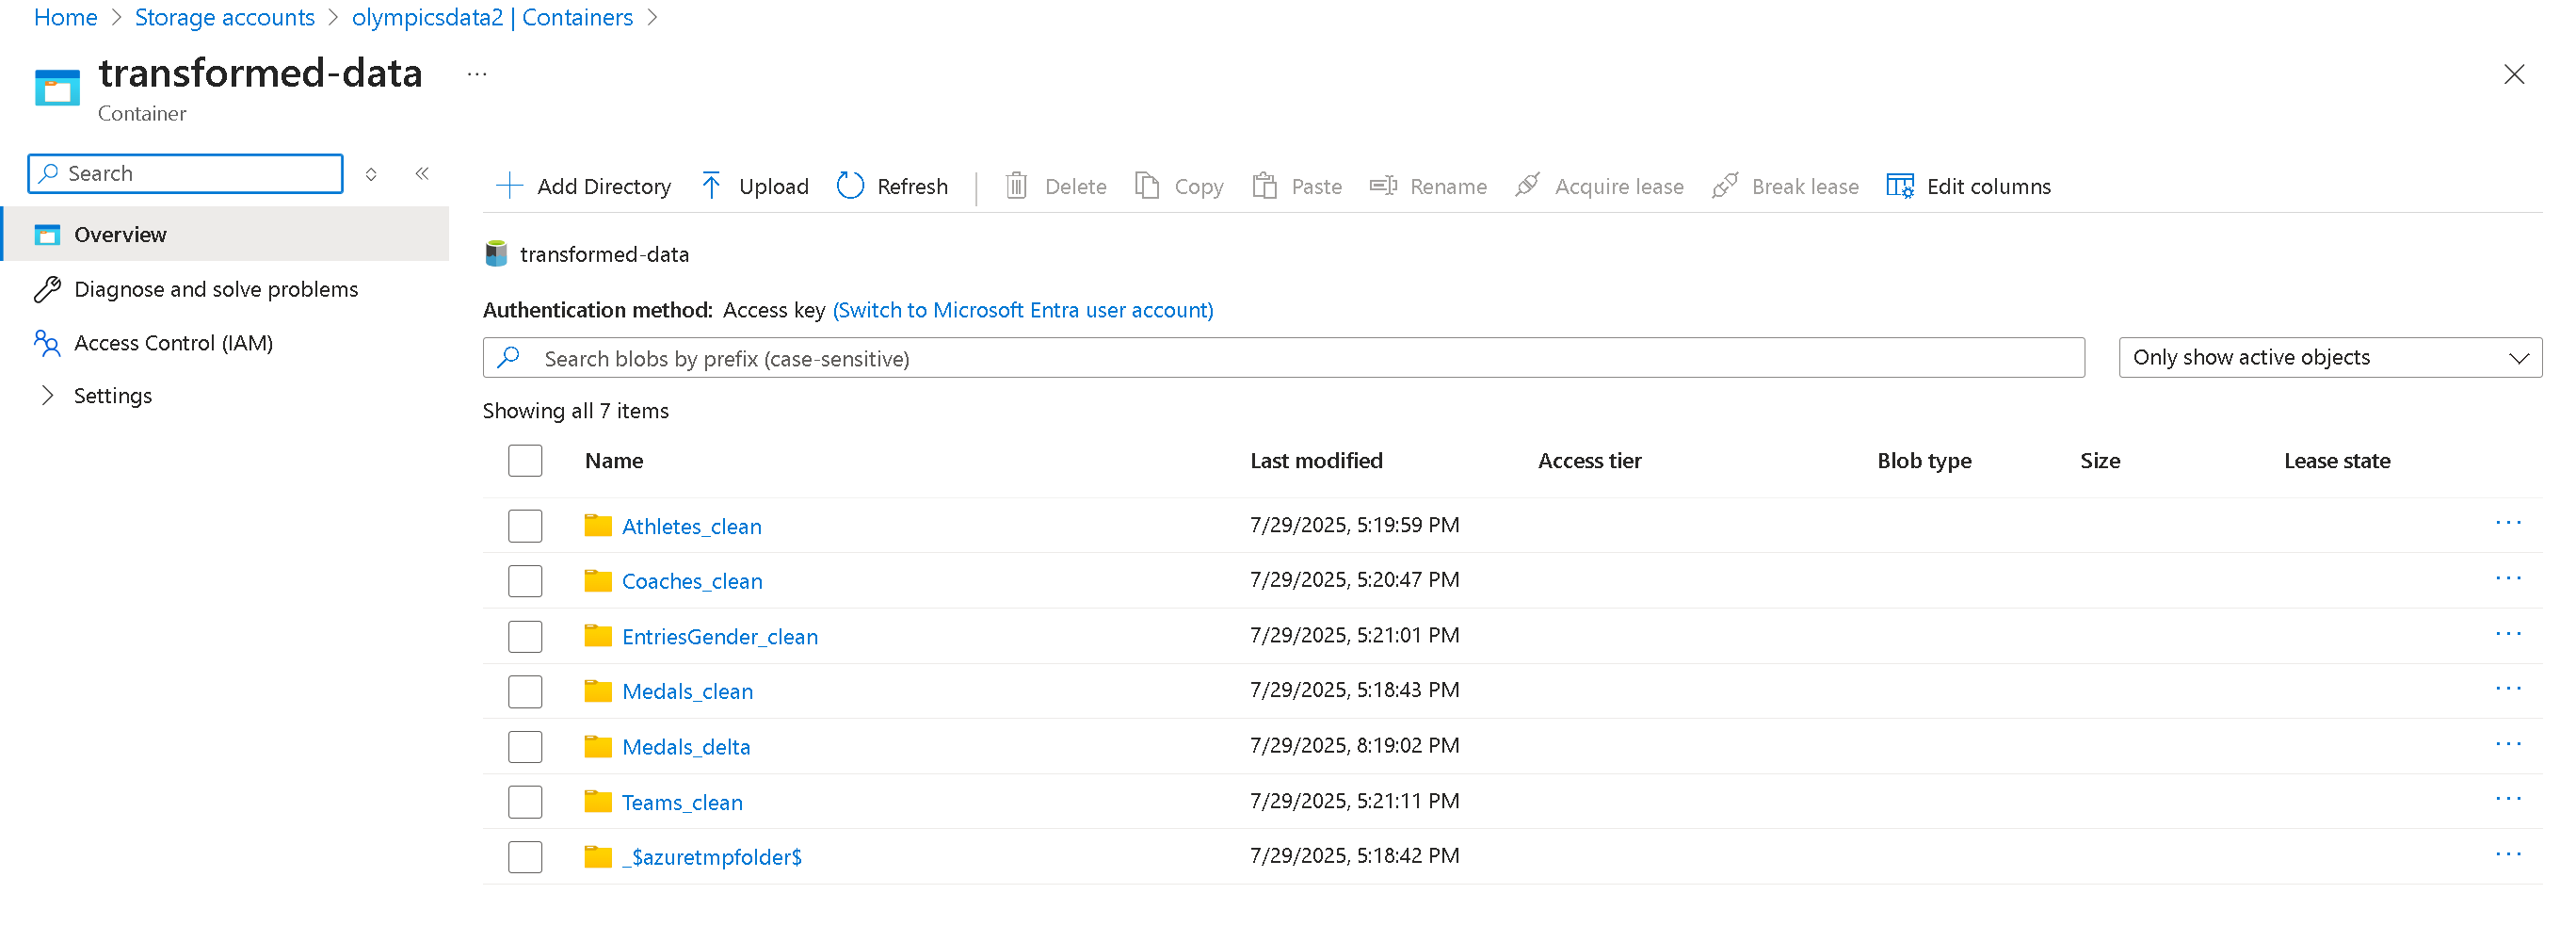 Home > Storage accounts > olympicsdata2 | Containers >
transformed-data ...
Container
Search
Add Directory Upload Refresh Delete Copy Paste Rename Acquire lease Break lease Edit columns
Overview
Diagnose and solve problems
Access Control (IAM)
Settings
transformed-data
Authentication method: Access key (Switch to Microsoft Entra user account)
Search blobs by prefix (case-sensitive) Only show active objects
Showing all 7 items
Name Last modified Access tier Blob type Size Lease state
Athletes_clean 7/29/2025, 5:19:59 PM ...
Coaches_clean 7/29/2025, 5:20:47 PM ...
EntriesGender_clean 7/29/2025, 5:21:01 PM ...
Medals_clean 7/29/2025, 5:18:43 PM ...
Medals_delta 7/29/2025, 8:19:02 PM ...
Teams_clean 7/29/2025, 5:21:11 PM ...
_$azuretmpfolder$ 7/29/2025, 5:18:42 PM ...